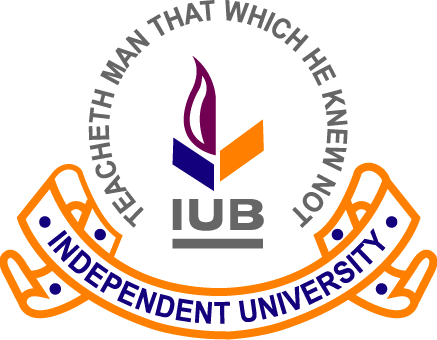 TEACHETH MAN THAT WHICH HE KNEW NOT
IUB
INDEPENDENT UNIVERSITY